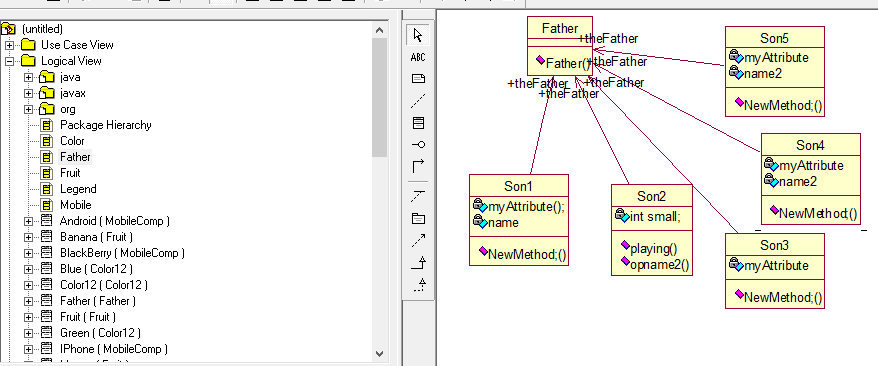 (untitled)
Use Case View
Logical View
java
javax
org
Package Hierarchy
Color
Father
Fruit
Legend
Mobile
Android ( MobileComp )
Banana ( Fruit )
BlackBerry ( MobileComp )
Blue ( Color12 )
Color12 ( Color12 )
Father ( Father )
Fruit ( Fruit )
Green ( Color12 )
IPhone ( MobileComp )
ABC
Father
Father()
+theFather
+theFather
+theFather
+theFather
+theFather
Son5
myAttribute
name2
NewMethod;()
Son4
myAttribute
name2
NewMethod;()
Son1
myAttribute();
name
NewMethod;()
Son2
int small;
playing()
opname2()
Son3
myAttribute
NewMethod;()